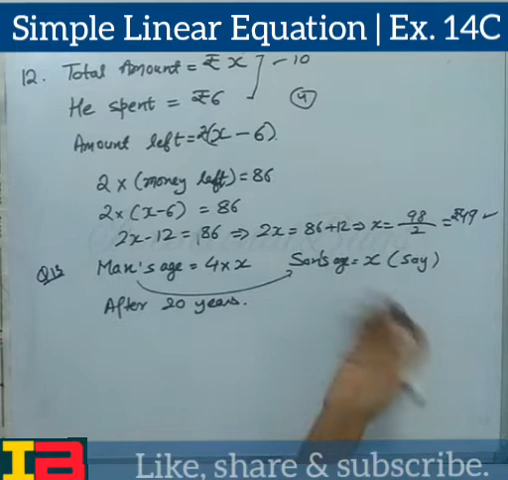 Simple Linear Equation | Ex. 14C
12. Total Amount = ₹ x ] - 10
He spent = ₹6 (4)
Amount left = ₹(x - 6).
2 × (money left) = 86
2 × (x - 6) = 86
2x - 12 = 86 ⇒ 2x = 86 + 12 ⇒ x = 98/2 = ₹49 ✓
Q13 Man's age = 4 × x Son's age = x (say)
After 20 years.
IB Like, share & subscribe.